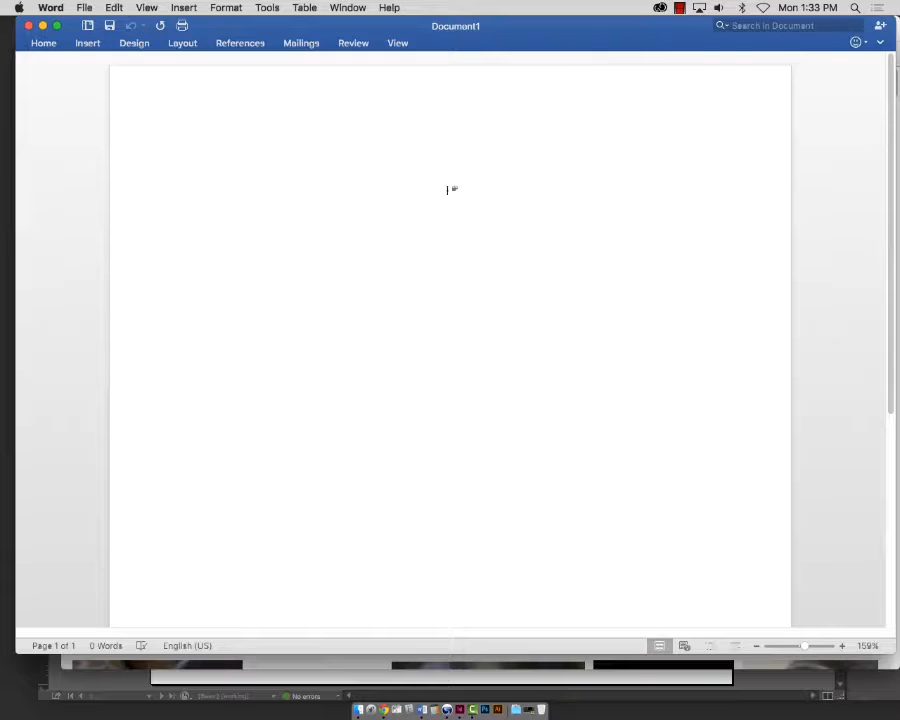 Word File Edit View Insert Format Tools Table Window Help Mon 1:33 PM
Document1 Search in Document
Home Insert Design Layout References Mailings Review View
Page 1 of 1 0 Words English (US) 159%
No errors